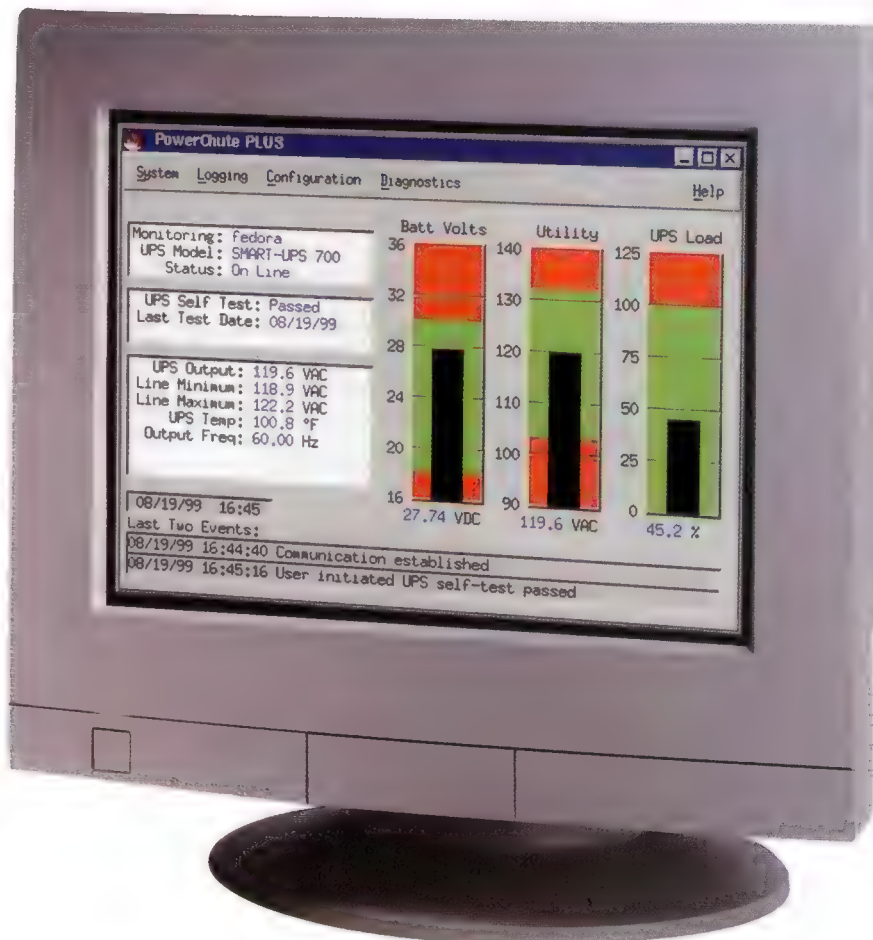 PowerChute PLUS
System Logging Configuration Diagnostics Help
Monitoring: fedora
UPS Model: SMART-UPS 700
Status: On Line
UPS Self Test: Passed
Last Test Date: 08/19/99
UPS Output: 119.6 VAC
Line Minimum: 118.9 VAC
Line Maximum: 122.2 VAC
UPS Temp: 100.8 °F
Output Freq: 60.00 Hz
Batt Volts
36
32
28
24
20
16
27.74 VDC
Utility
140
130
120
110
100
90
119.6 VAC
UPS Load
125
100
75
50
25
0
45.2 %
08/19/99 16:45
Last Two Events:
08/19/99 16:44:40 Communication established
08/19/99 16:45:16 User initiated UPS self-test passed